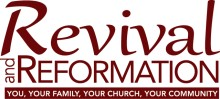 Revival
and REFORMATION
YOU, YOUR FAMILY, YOUR CHURCH, YOUR COMMUNITY